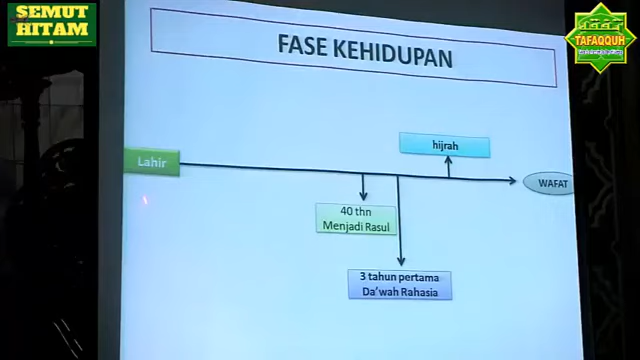 SEMUT
HITAM
TAFAQQUH
FASE KEHIDUPAN
hijrah
Lahir
WAFAT
40 thn
Menjadi Rasul
3 tahun pertama
Da'wah Rahasia